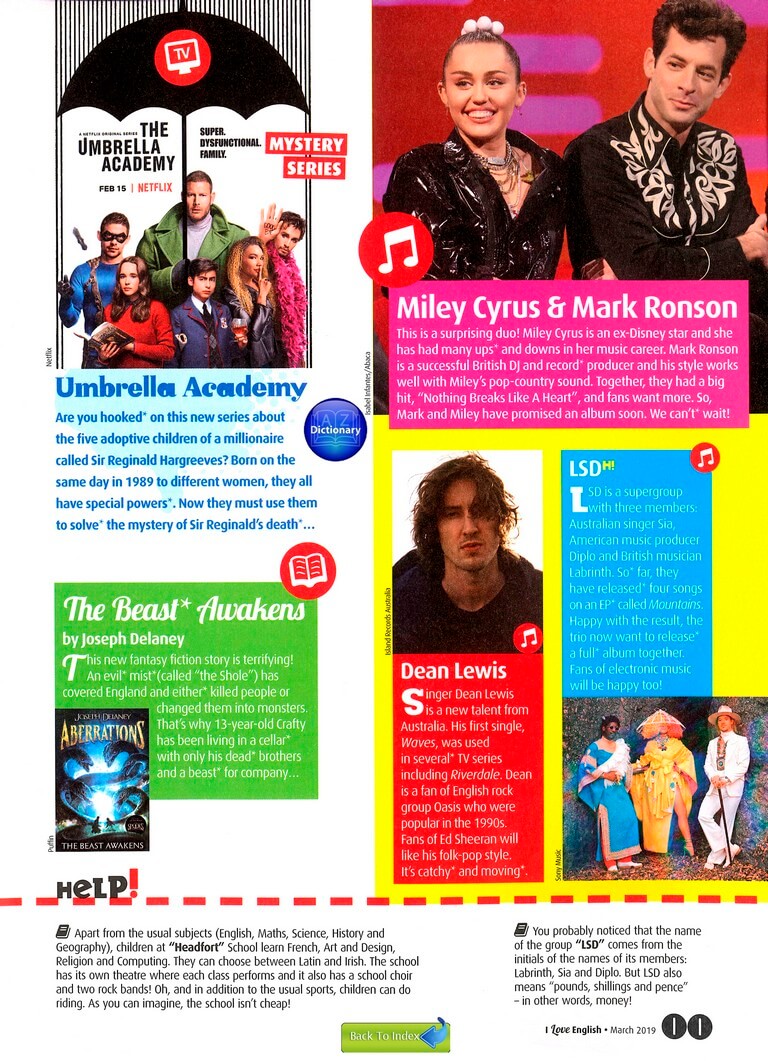 TV
A NETFLIX ORIGINAL SERIES
THE
UMBRELLA
ACADEMY
FEB 15 | NETFLIX
SUPER.
DYSFUNCTIONAL.
FAMILY.
MYSTERY
SERIES
Netflix
Umbrella Academy
Are you hooked* on this new series about
the five adoptive children of a millionaire
called Sir Reginald Hargreeves? Born on the
same day in 1989 to different women, they all
have special powers*. Now they must use them
to solve* the mystery of Sir Reginald's death*...
A Z
Dictionary
The Beast* Awakens
by Joseph Delaney
This new fantasy fiction story is terrifying!
An evil* mist*(called "the Shole") has
covered England and either* killed people or
changed them into monsters.
That's why 13-year-old Crafty
has been living in a cellar*
with only his dead* brothers
and a beast* for company...
JOSEPH DELANEY
ABERRATIONS
THE BEAST AWAKENS
Puffin
Isabel Infantes/Abaca
Miley Cyrus & Mark Ronson
This is a surprising duo! Miley Cyrus is an ex-Disney star and she
has had many ups* and downs in her music career. Mark Ronson
is a successful British DJ and record* producer and his style works
well with Miley's pop-country sound. Together, they had a big
hit, "Nothing Breaks Like A Heart", and fans want more. So,
Mark and Miley have promised an album soon. We can't* wait!
Island Records Australia
Dean Lewis
Singer Dean Lewis
is a new talent from
Australia. His first single,
Waves, was used
in several* TV series
including Riverdale. Dean
is a fan of English rock
group Oasis who were
popular in the 1990s.
Fans of Ed Sheeran will
like his folk-pop style.
It's catchy* and moving*.
LSD H!
LSD is a supergroup
with three members:
Australian singer Sia,
American music producer
Diplo and British musician
Labrinth. So* far, they
have released* four songs
on an EP* called Mountains.
Happy with the result, the
trio now want to release*
a full* album together.
Fans of electronic music
will be happy too!
Sony Music
HeLP!
Apart from the usual subjects (English, Maths, Science, History and
Geography), children at "Headfort" School learn French, Art and Design,
Religion and Computing. They can choose between Latin and Irish. The school
has its own theatre where each class performs and it also has a school choir
and two rock bands! Oh, and in addition to the usual sports, children can do
riding. As you can imagine, the school isn't cheap!
You probably noticed that the name
of the group "LSD" comes from the
initials of the names of its members:
Labrinth, Sia and Diplo. But LSD also
means "pounds, shillings and pence"
– in other words, money!
Back To Index
I Love English • March 2019 11